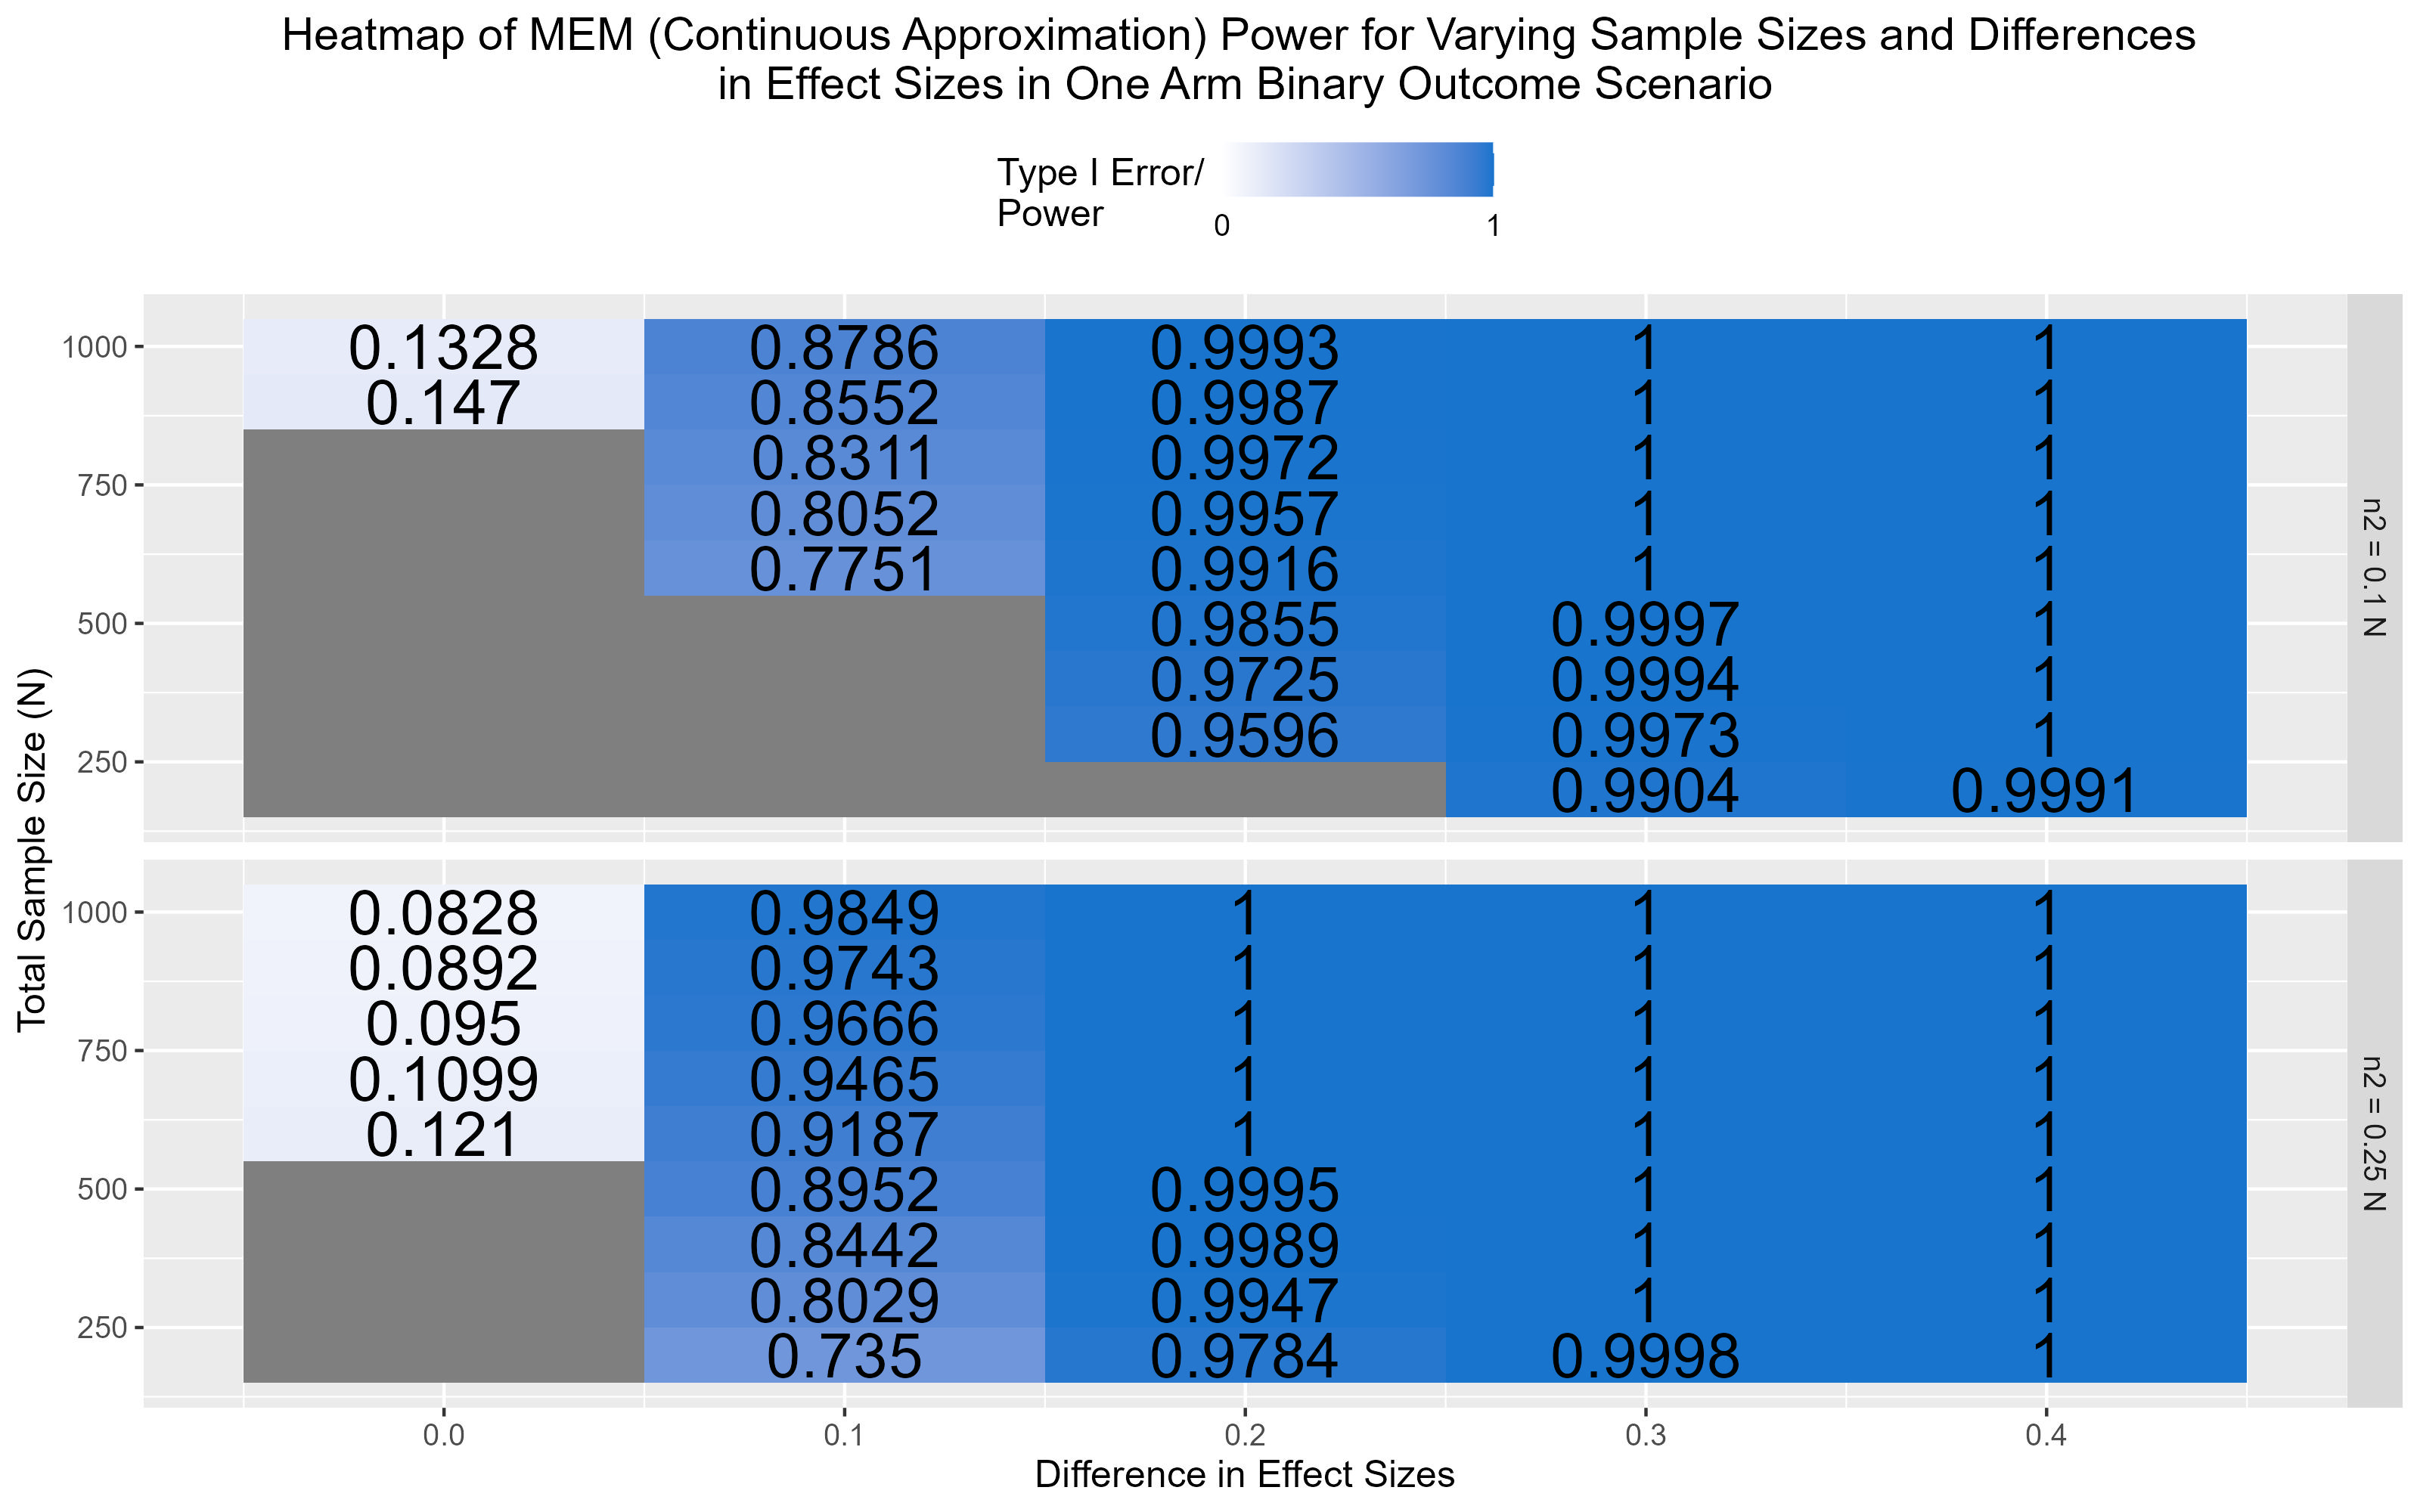 Heatmap of MEM (Continuous Approximation) Power for Varying Sample Sizes and Differences
in Effect Sizes in One Arm Binary Outcome Scenario
Type I Error/
Power
0 1
1000
750
500
250
0.1328 0.8786 0.9993 1 1
0.147 0.8552 0.9987 1 1
0.8311 0.9972 1 1
0.8052 0.9957 1 1
0.7751 0.9916 1 1
0.9855 0.9997 1
0.9725 0.9994 1
0.9596 0.9973 1
0.9904 0.9991
n2 = 0.1 N
Total Sample Size (N)
1000
750
500
250
0.0828 0.9849 1 1 1
0.0892 0.9743 1 1 1
0.095 0.9666 1 1 1
0.1099 0.9465 1 1 1
0.121 0.9187 1 1 1
0.8952 0.9995 1 1
0.8442 0.9989 1 1
0.8029 0.9947 1 1
0.735 0.9784 0.9998 1
n2 = 0.25 N
0.0 0.1 0.2 0.3 0.4
Difference in Effect Sizes